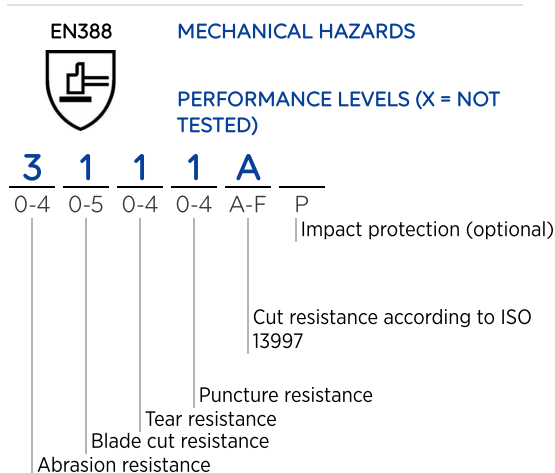 EN388
MECHANICAL HAZARDS
PERFORMANCE LEVELS (X = NOT
TESTED)
3 1 1 1 A
0-4 0-5 0-4 0-4 A-F P
Impact protection (optional)
Cut resistance according to ISO
13997
Puncture resistance
Tear resistance
Blade cut resistance
Abrasion resistance